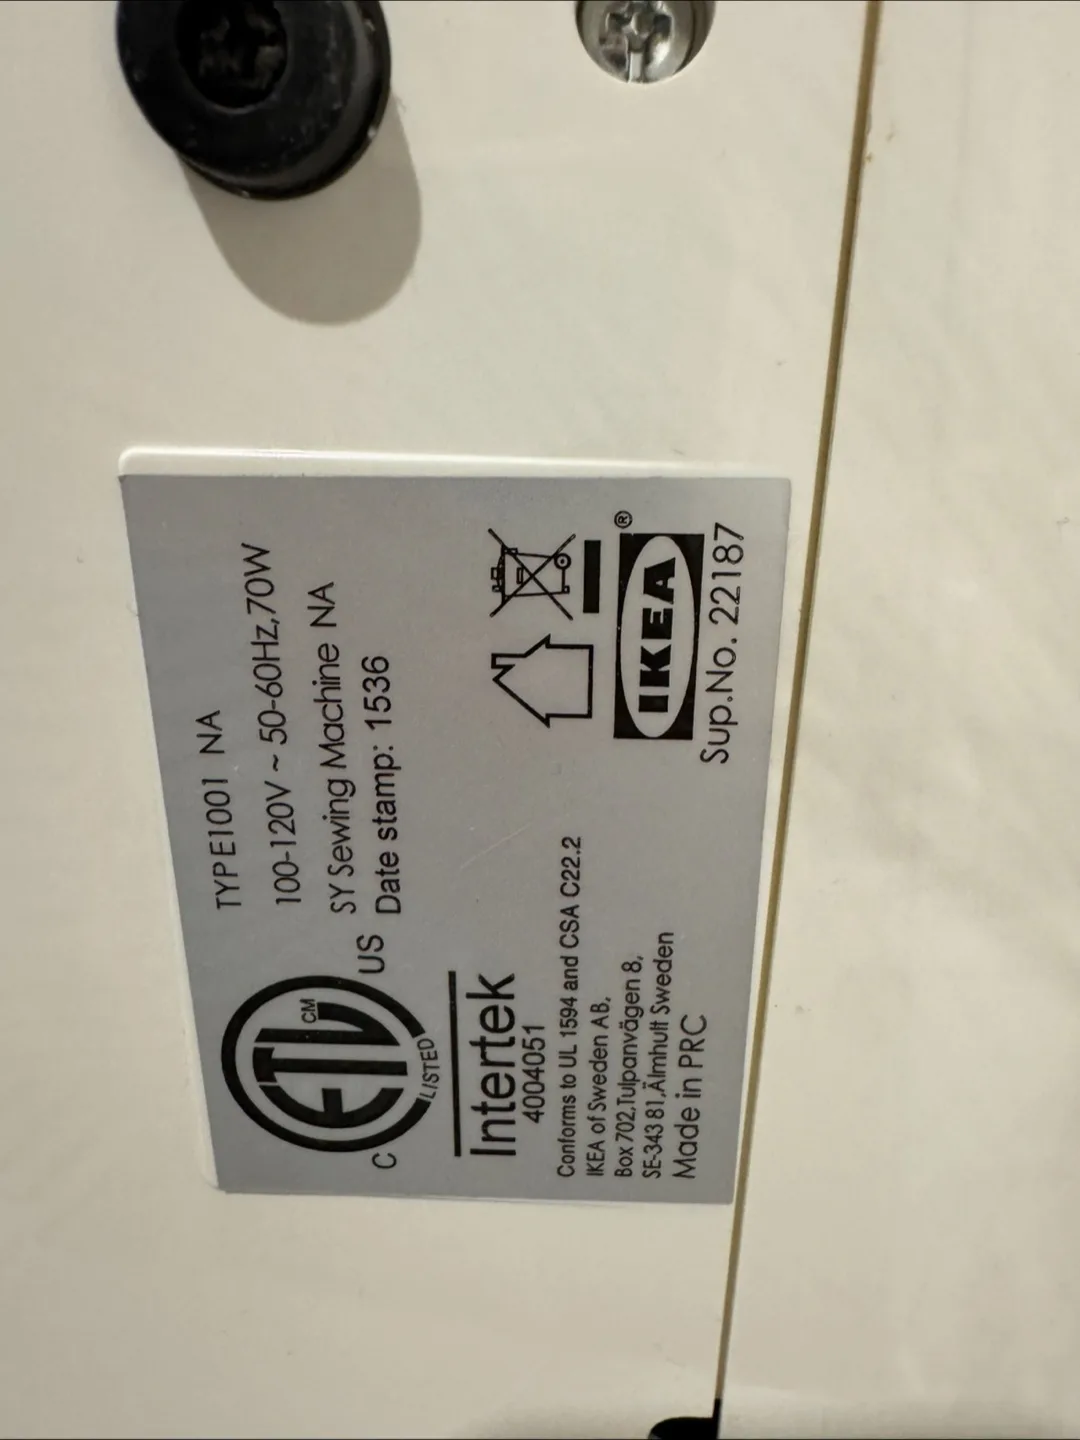 TYPE1001 NA
100-120V ~ 50-60Hz,70W
SY Sewing Machine NA
Date stamp: 1536
ETL CM
C LISTED US
Intertek
4004051
Conforms to UL 1594 and CSA C22.2
IKEA of Sweden AB,
Box 702,Tulpanvägen 8,
SE-343 81,Älmhult Sweden
Made in PRC
IKEA®
Sup.No. 22187